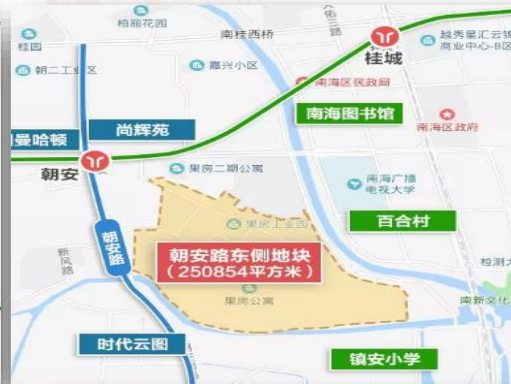 柏丽花园
桂园
南桂西桥
桂城
越秀星汇云锦
商业中心-B区
朝二工业区
嘉兴小区
南海区民政局
南海图书馆
南海区政府
曼哈顿
尚辉苑
朝安
果房二期公寓
南海广播
电视大学
百合村
果房工业园
朝安路
新风路
朝安路东侧地块
（250854平方米）
果房公寓
检测大
南新文化
时代云图
镇安小学